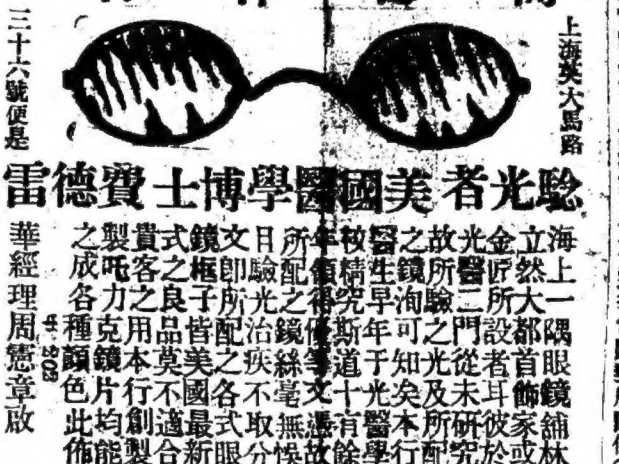 上海英大馬路
三十六號便是
驗光者美國醫學博士費德雷
海上一隅眼鏡舖林
立然大都首飾家或
金匠所設者耳彼於
光醫二門從未研究
故所驗之光及所配
之鏡洵可知矣本行
醫生早年于光醫學
校精究斯道十有餘
年領得優等文憑故
所配之鏡絲毫無悞
日驗光治疾不取分
文即所配之各式眼
鏡框子皆美國最新
式之良品莫不適合
貴客之用本行創製
製吒力克鏡片均能
之成各種顏色此佈
華經理周憲章啟